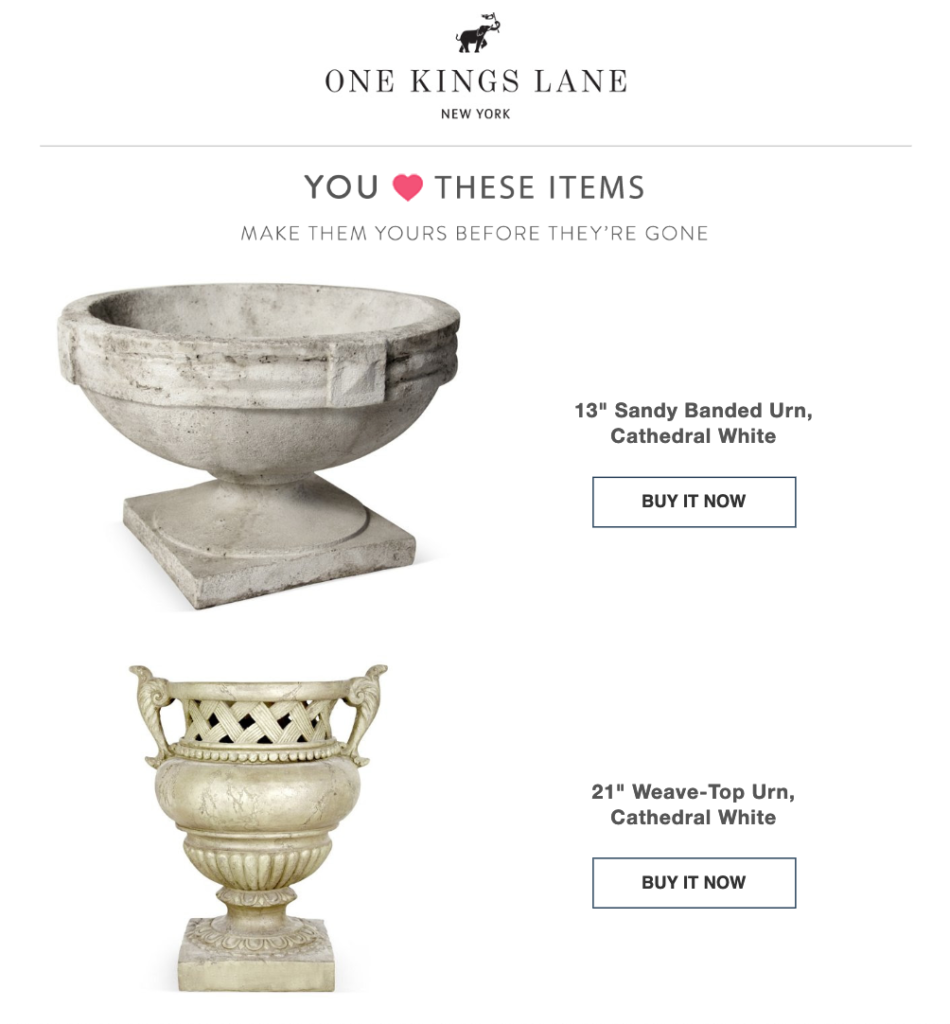 ONE KINGS LANE
NEW YORK
YOU ❤ THESE ITEMS
MAKE THEM YOURS BEFORE THEY'RE GONE
13" Sandy Banded Urn,
Cathedral White
BUY IT NOW
21" Weave-Top Urn,
Cathedral White
BUY IT NOW